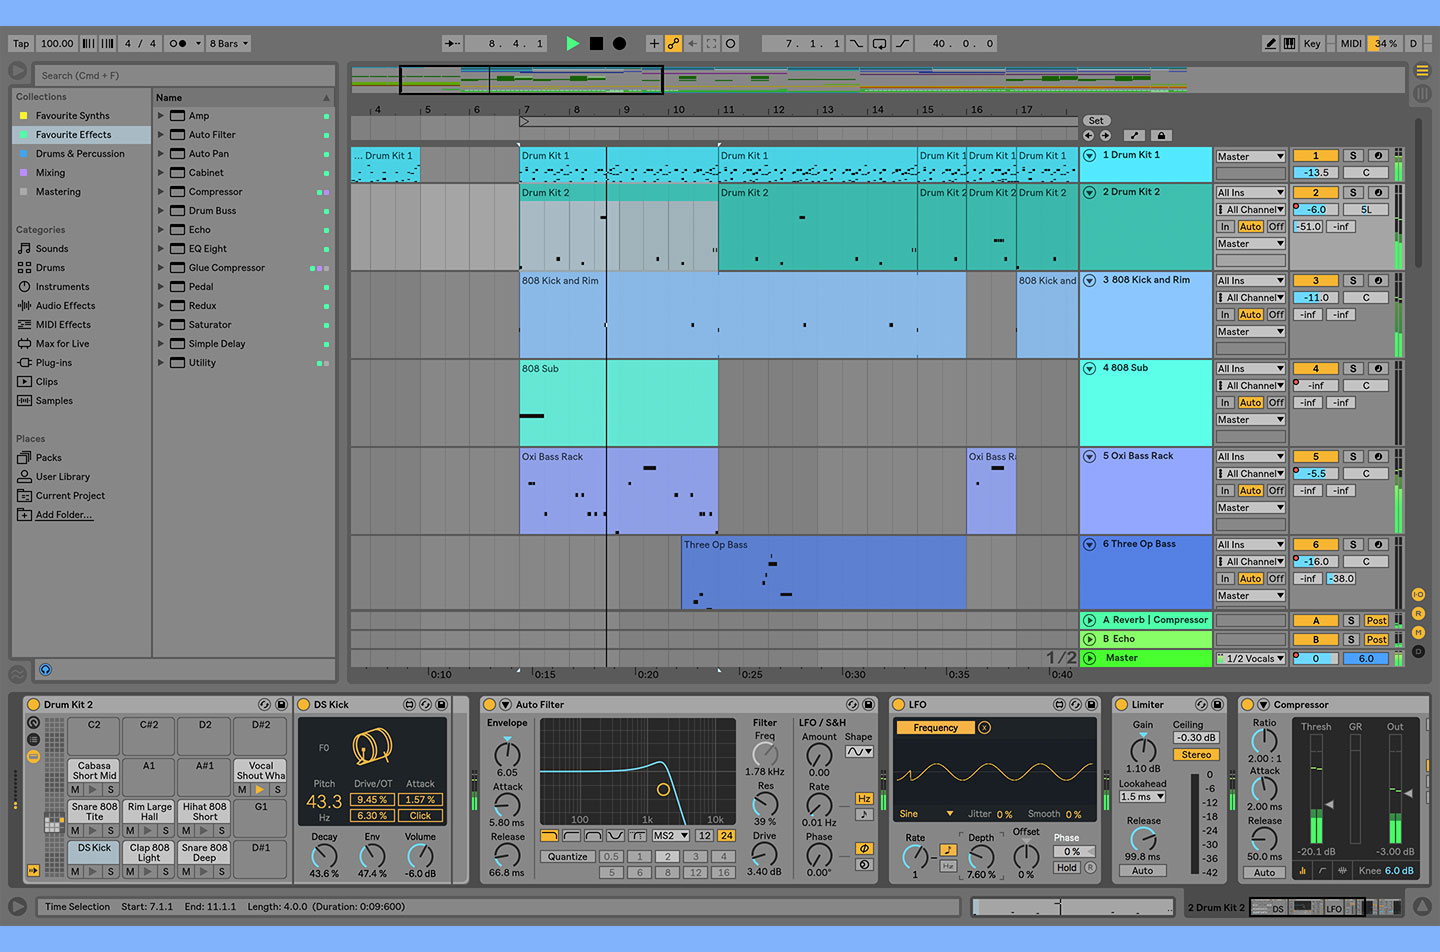 Tap 100.00 4 / 4 8 Bars 8. 4. 1 7. 1. 1 40. 0. 0 Key MIDI 34 % D
Search (Cmd + F)
Collections
Favourite Synths
Favourite Effects
Drums & Percussion
Mixing
Mastering
Categories
Sounds
Drums
Instruments
Audio Effects
MIDI Effects
Max for Live
Plug-ins
Clips
Samples
Places
Packs
User Library
Current Project
Add Folder...
Name
Amp
Auto Filter
Auto Pan
Cabinet
Compressor
Drum Buss
Echo
EQ Eight
Glue Compressor
Pedal
Redux
Saturator
Simple Delay
Utility
4 5 6 7 8 9 10 11 12 13 14 15 16 17
Set
... Drum Kit 1 Drum Kit 1 Drum Kit 1 Drum Kit 1 Drum Kit 1 Drum Kit 1
Drum Kit 2 Drum Kit 2 Drum Kit 2 Drum Kit 2 Drum Kit 2
808 Kick and Rim 808 Kick and
808 Sub
Oxi Bass Rack Oxi Bass Ra
Three Op Bass
1/2
0:10 0:15 0:20 0:25 0:30 0:35 0:40
1 Drum Kit 1 Master 1 S
-13.5 C
2 Drum Kit 2 All Ins 2 S
All Channel -6.0 5L
In Auto Off -51.0 -inf
Master
3 808 Kick and Rim All Ins 3 S
All Channel -11.0 C
In Auto Off -inf -inf
Master
4 808 Sub All Ins 4 S
All Channel -inf C
In Auto Off -inf -inf
Master
5 Oxi Bass Rack All Ins 5 S
All Channel -5.5 C
In Auto Off -inf -inf
Master
6 Three Op Bass All Ins 6 S
All Channel -16.0 C
In Auto Off -inf -38.0
Master
A Reverb | Compressor A S Post
B Echo B S Post
Master 1/2 Vocals 0 6.0
I·O
R
M
D
Drum Kit 2
C2 C#2 D2 D#2
Cabasa Short Mid A1 A#1 Vocal Shout Wha
M S M S
Snare 808 Tite Rim Large Hall Hihat 808 Short G1
M S M S M S
DS Kick Clap 808 Light Snare 808 Deep D#1
M S M S M S
DS Kick
F0
Pitch Drive/OT Attack
43.3 9.45 % 1.57 %
Hz 6.30 % Click
Decay Env Volume
43.6 % 47.4 % -6.0 dB
Auto Filter
Envelope
6.05
Attack
5.80 ms
Release
66.8 ms
100 1k 10k
MS2 12 24
Quantize 0.5 1 2 3 4
5 6 8 12 16
Filter
Freq
1.78 kHz
Res
39 %
Drive
3.40 dB
LFO / S&H
Amount Shape
0.00
Rate Hz
0.01 Hz
Phase
0.00°
LFO
Frequency X
Sine Jitter 0 % Smooth 0 %
Rate Depth Offset Phase
Hz 0 %
Hold R
1 7.60 % 0 %
Limiter
Gain Ceiling
-0.30 dB
Stereo
1.10 dB
Lookahead
1.5 ms
Release
99.8 ms
Auto
0
-6
-12
-18
-24
-30
-36
-42
Compressor
Ratio
2.00 : 1
Attack
2.00 ms
Release
50.0 ms
Auto
Thresh GR Out
-20.1 dB -3.00 dB
Knee 6.0 dB
Time Selection Start: 7.1.1 End: 11.1.1 Length: 4.0.0 (Duration: 0:09:600)
2 Drum Kit 2 DS LFO